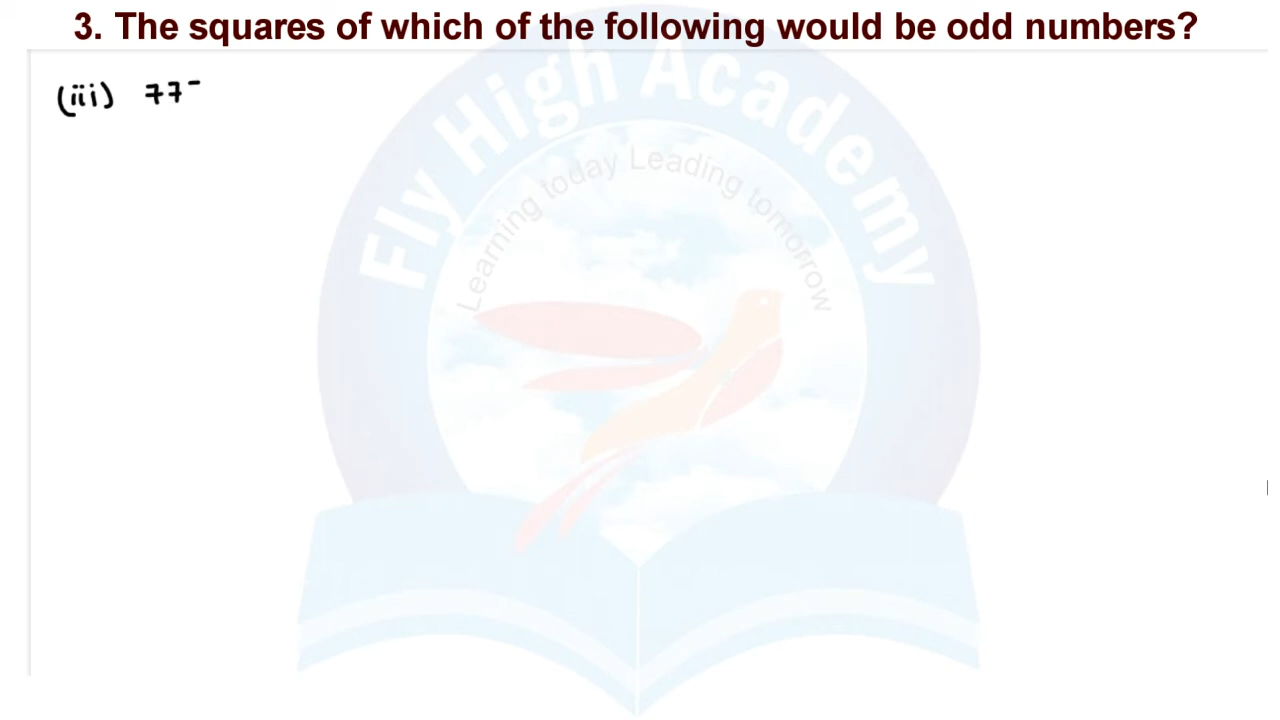 3. The squares of which of the following would be odd numbers?
(iii) 77
Fly High Academy
Learning today Leading tomorrow